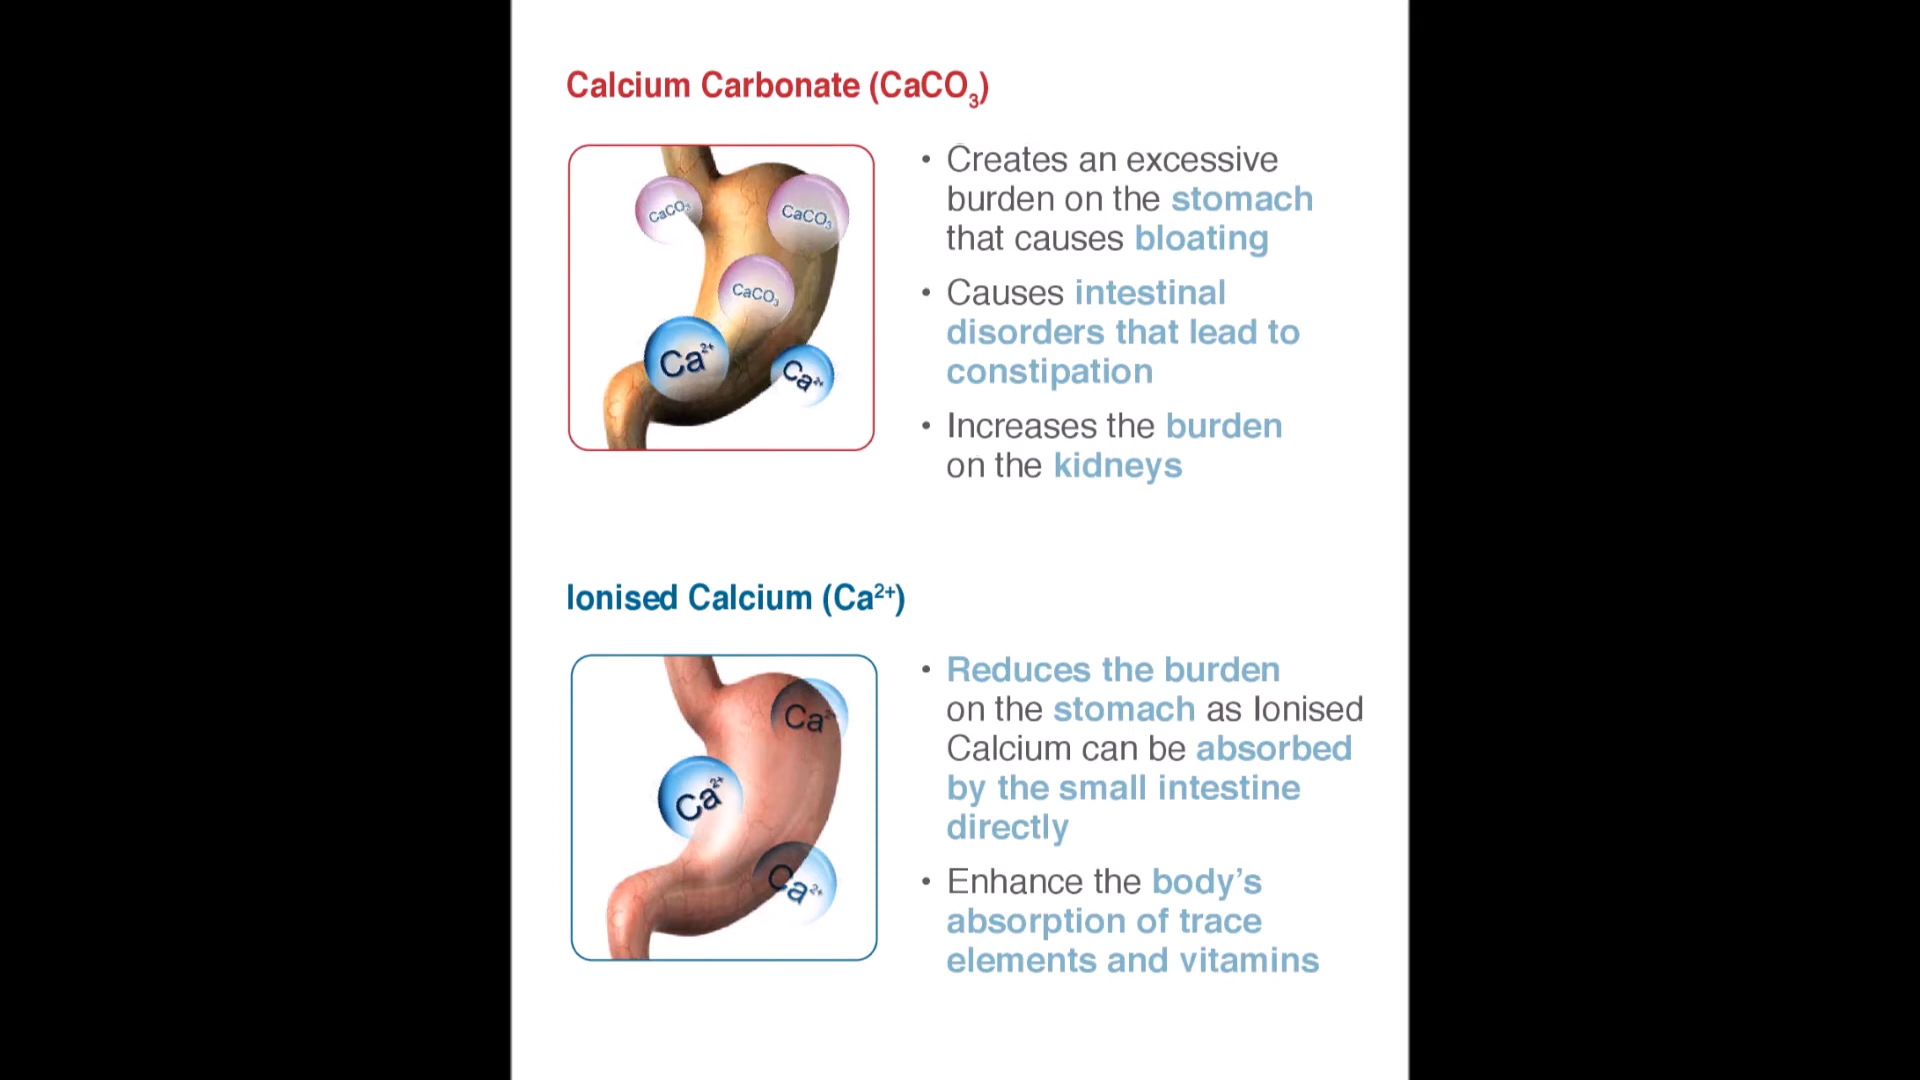 Calcium Carbonate (CaCO₃)
CaCO₃
CaCO₃
CaCO₃
Ca²⁺
Ca²⁺
• Creates an excessive
burden on the stomach
that causes bloating
• Causes intestinal
disorders that lead to
constipation
• Increases the burden
on the kidneys
Ionised Calcium (Ca²⁺)
Ca²⁺
Ca²⁺
Ca²⁺
• Reduces the burden
on the stomach as Ionised
Calcium can be absorbed
by the small intestine
directly
• Enhance the body’s
absorption of trace
elements and vitamins